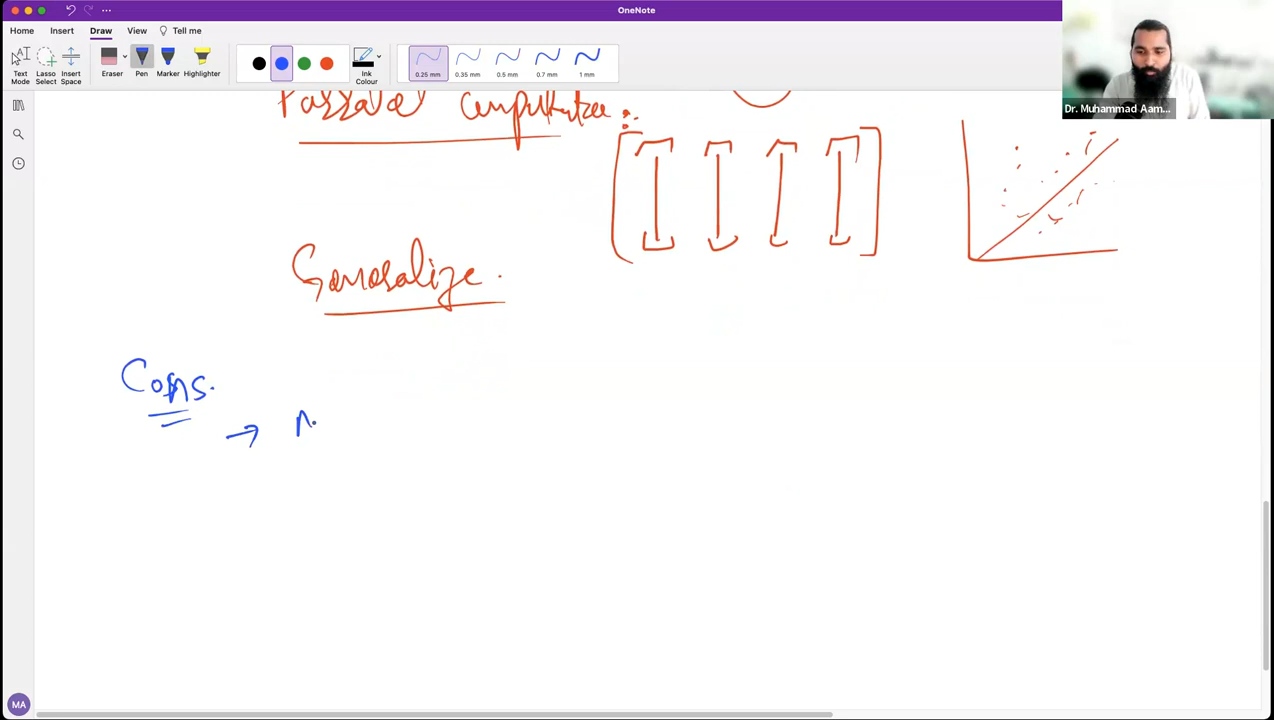 OneNote
Home Insert Draw View Tell me
Text Mode
Lasso Select
Insert Space
Eraser
Pen
Marker
Highlighter
Ink Colour
0.25 mm
0.35 mm
0.5 mm
0.7 mm
1 mm
Dr. Muhammad Aam...
Generalize.
Cons.
→ N
MA